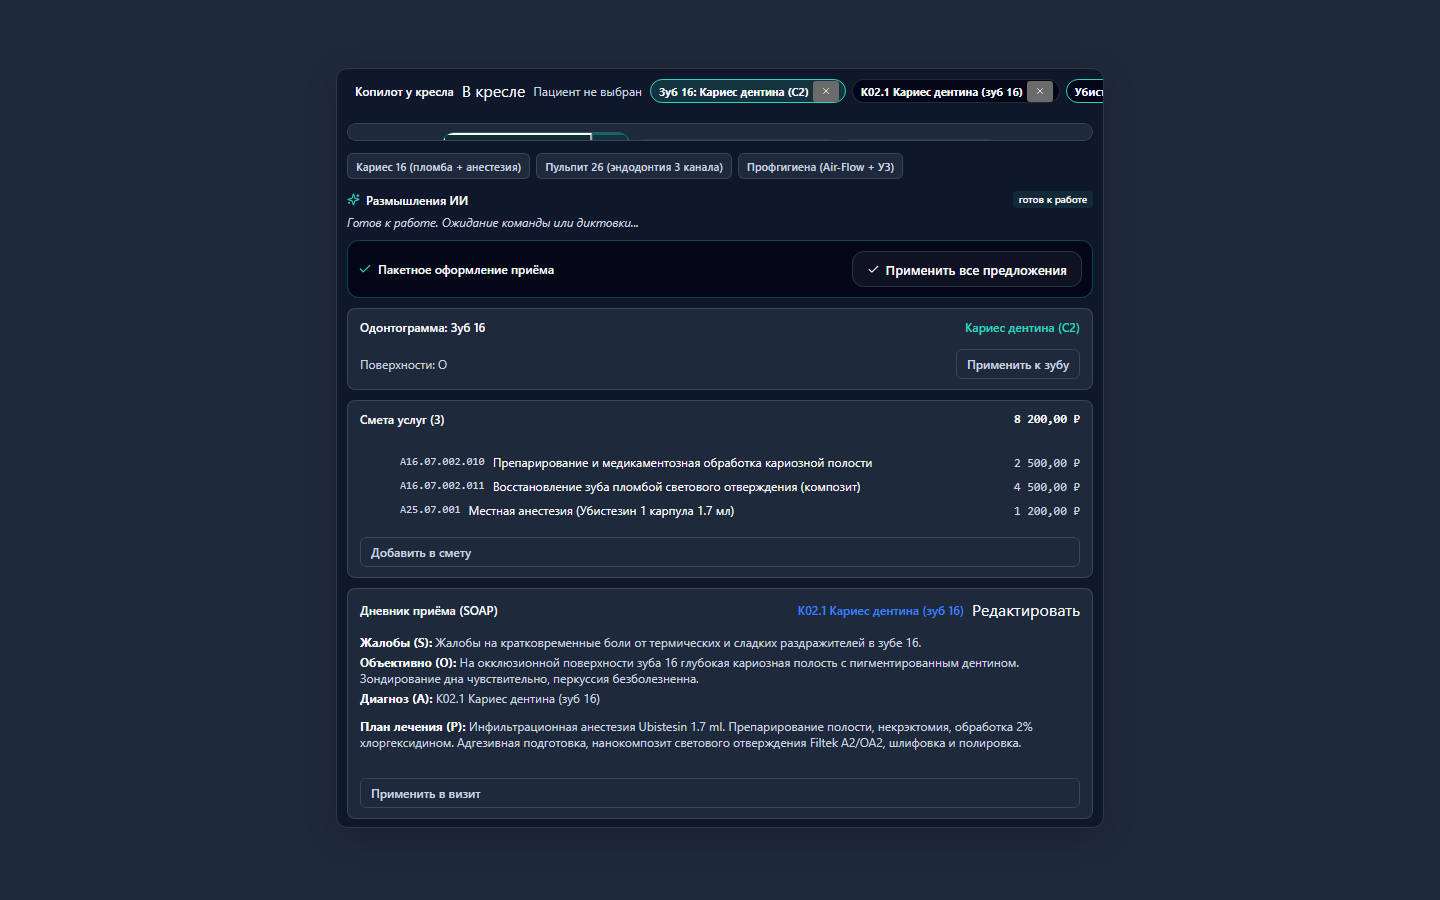 Копилот у кресла В кресле Пациент не выбран Зуб 16: Кариес дентина (C2) × K02.1 Кариес дентина (зуб 16) ×
Кариес 16 (пломба + анестезия) Пульпит 26 (эндодонтия 3 канала) Профгигиена (Air-Flow + УЗ)
Размышления ИИ готов к работе
Готов к работе. Ожидание команды или диктовки...
Пакетное оформление приёма Применить все предложения
Одонтограмма: Зуб 16 Кариес дентина (C2)
Поверхности: O Применить к зубу
Смета услуг (3) 8 200,00 ₽
A16.07.002.010 Препарирование и медикаментозная обработка кариозной полости 2 500,00 ₽
A16.07.002.011 Восстановление зуба пломбой светового отверждения (композит) 4 500,00 ₽
A25.07.001 Местная анестезия (Убистезин 1 карпула 1.7 мл) 1 200,00 ₽
Добавить в смету
Дневник приёма (SOAP) K02.1 Кариес дентина (зуб 16) Редактировать
Жалобы (S): Жалобы на кратковременные боли от термических и сладких раздражителей в зубе 16.
Объективно (O): На окклюзионной поверхности зуба 16 глубокая кариозная полость с пигментированным дентином.
Зондирование дна чувствительно, перкуссия безболезненна.
Диагноз (A): K02.1 Кариес дентина (зуб 16)
План лечения (P): Инфильтрационная анестезия Ubistesin 1.7 ml. Препарирование полости, некрэктомия, обработка 2%
хлоргексидином. Адгезивная подготовка, нанокомпозит светового отверждения Filtek A2/OA2, шлифовка и полировка.
Применить в визит